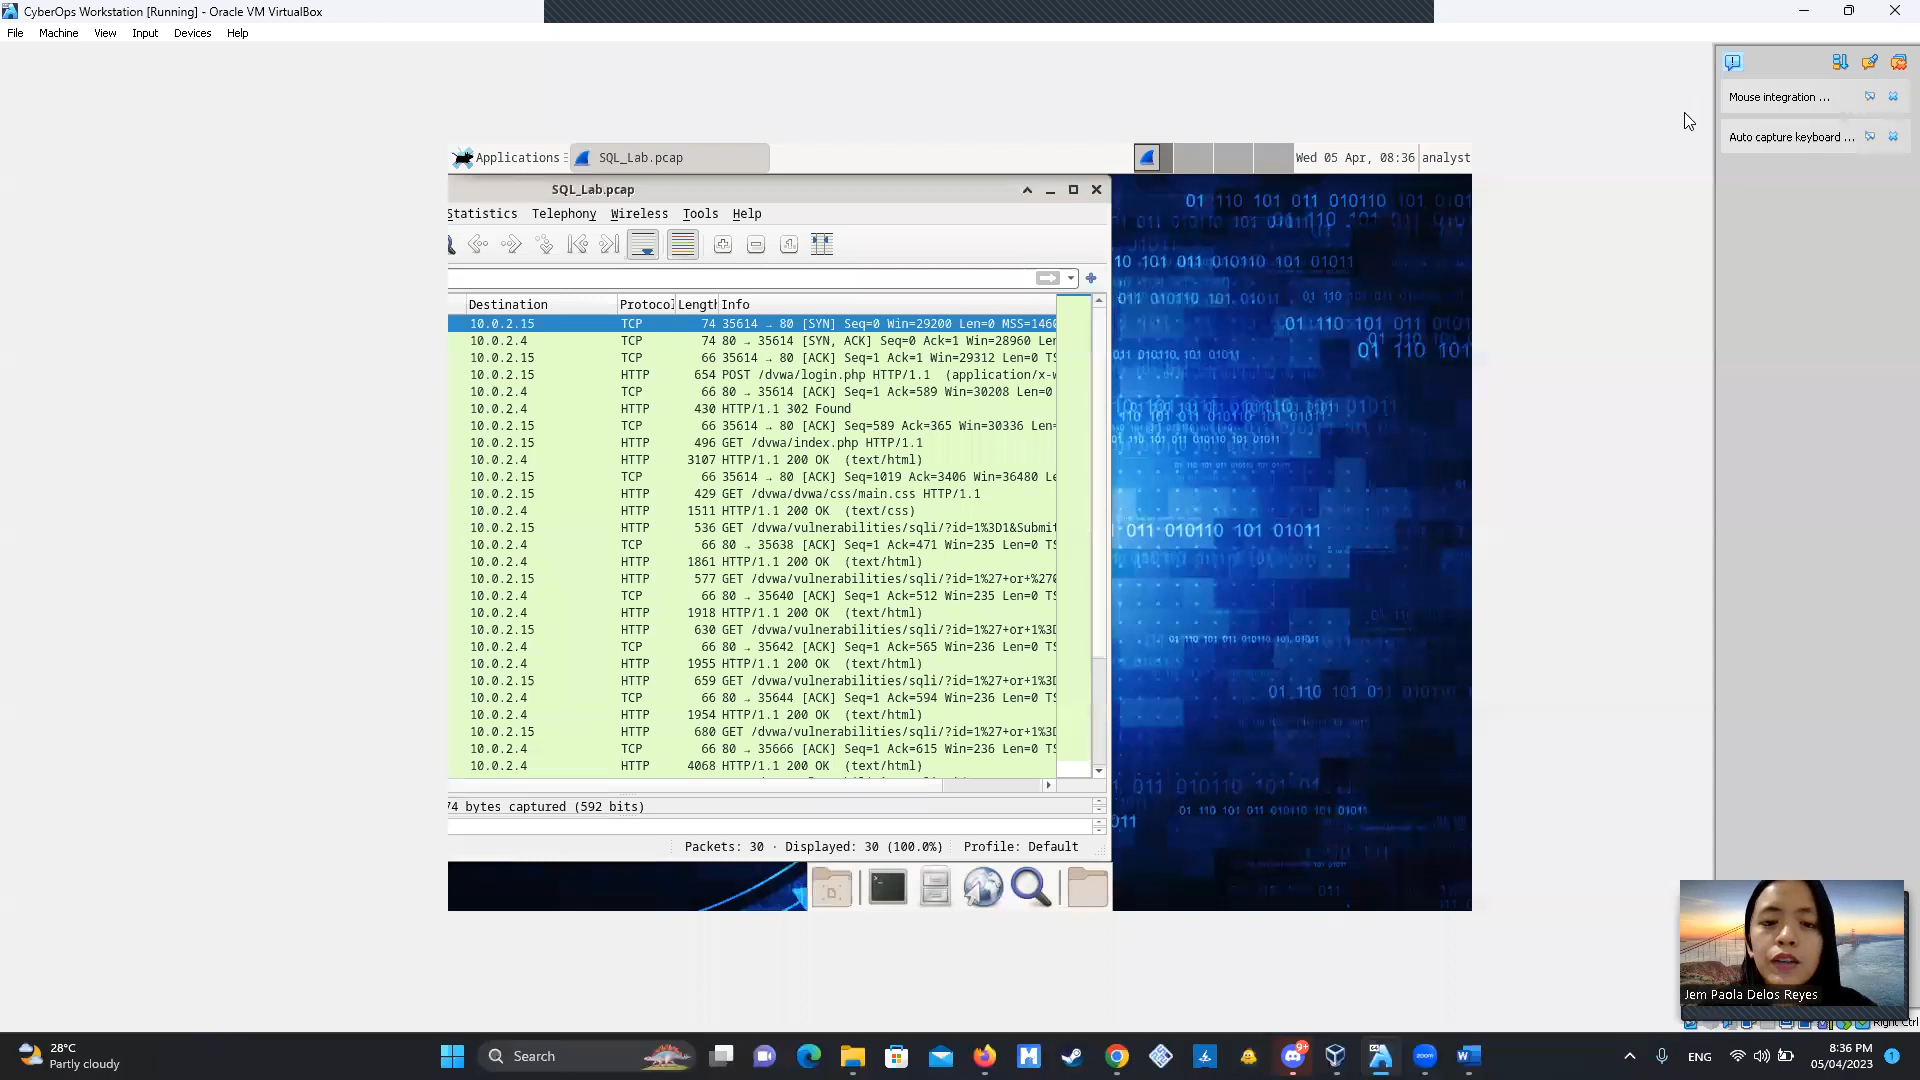 CyberOps Workstation [Running] - Oracle VM VirtualBox
File Machine View Input Devices Help
Mouse integration ...
Auto capture keyboard ...
Applications SQL_Lab.pcap Wed 05 Apr, 08:36 analyst
SQL_Lab.pcap
Statistics Telephony Wireless Tools Help
Destination Protocol Length Info
10.0.2.15 TCP 74 35614 → 80 [SYN] Seq=0 Win=29200 Len=0 MSS=1460
10.0.2.4 TCP 74 80 → 35614 [SYN, ACK] Seq=0 Ack=1 Win=28960 Len
10.0.2.15 TCP 66 35614 → 80 [ACK] Seq=1 Ack=1 Win=29312 Len=0 TS
10.0.2.15 HTTP 654 POST /dvwa/login.php HTTP/1.1 (application/x-w
10.0.2.4 TCP 66 80 → 35614 [ACK] Seq=1 Ack=589 Win=30208 Len=0
10.0.2.4 HTTP 430 HTTP/1.1 302 Found
10.0.2.15 TCP 66 35614 → 80 [ACK] Seq=589 Ack=365 Win=30336 Len=
10.0.2.15 HTTP 496 GET /dvwa/index.php HTTP/1.1
10.0.2.4 HTTP 3107 HTTP/1.1 200 OK (text/html)
10.0.2.15 TCP 66 35614 → 80 [ACK] Seq=1019 Ack=3406 Win=36480 Le
10.0.2.15 HTTP 429 GET /dvwa/dvwa/css/main.css HTTP/1.1
10.0.2.4 HTTP 1511 HTTP/1.1 200 OK (text/css)
10.0.2.15 HTTP 536 GET /dvwa/vulnerabilities/sqli/?id=1%3D1&Submit
10.0.2.4 TCP 66 80 → 35638 [ACK] Seq=1 Ack=471 Win=235 Len=0 TS
10.0.2.4 HTTP 1861 HTTP/1.1 200 OK (text/html)
10.0.2.15 HTTP 577 GET /dvwa/vulnerabilities/sqli/?id=1%27+or+%270
10.0.2.4 TCP 66 80 → 35640 [ACK] Seq=1 Ack=512 Win=235 Len=0 TS
10.0.2.4 HTTP 1918 HTTP/1.1 200 OK (text/html)
10.0.2.15 HTTP 630 GET /dvwa/vulnerabilities/sqli/?id=1%27+or+1%3D
10.0.2.4 TCP 66 80 → 35642 [ACK] Seq=1 Ack=565 Win=236 Len=0 TS
10.0.2.4 HTTP 1955 HTTP/1.1 200 OK (text/html)
10.0.2.15 HTTP 659 GET /dvwa/vulnerabilities/sqli/?id=1%27+or+1%3D
10.0.2.4 TCP 66 80 → 35644 [ACK] Seq=1 Ack=594 Win=236 Len=0 TS
10.0.2.4 HTTP 1954 HTTP/1.1 200 OK (text/html)
10.0.2.15 HTTP 680 GET /dvwa/vulnerabilities/sqli/?id=1%27+or+1%3D
10.0.2.4 TCP 66 80 → 35666 [ACK] Seq=1 Ack=615 Win=236 Len=0 TS
10.0.2.4 HTTP 4068 HTTP/1.1 200 OK (text/html)
74 bytes captured (592 bits)
Packets: 30 · Displayed: 30 (100.0%) Profile: Default
Jem Paola Delos Reyes
Right Ctrl
28°C
Partly cloudy
Search
9+
zoom
ENG
8:36 PM
05/04/2023
1